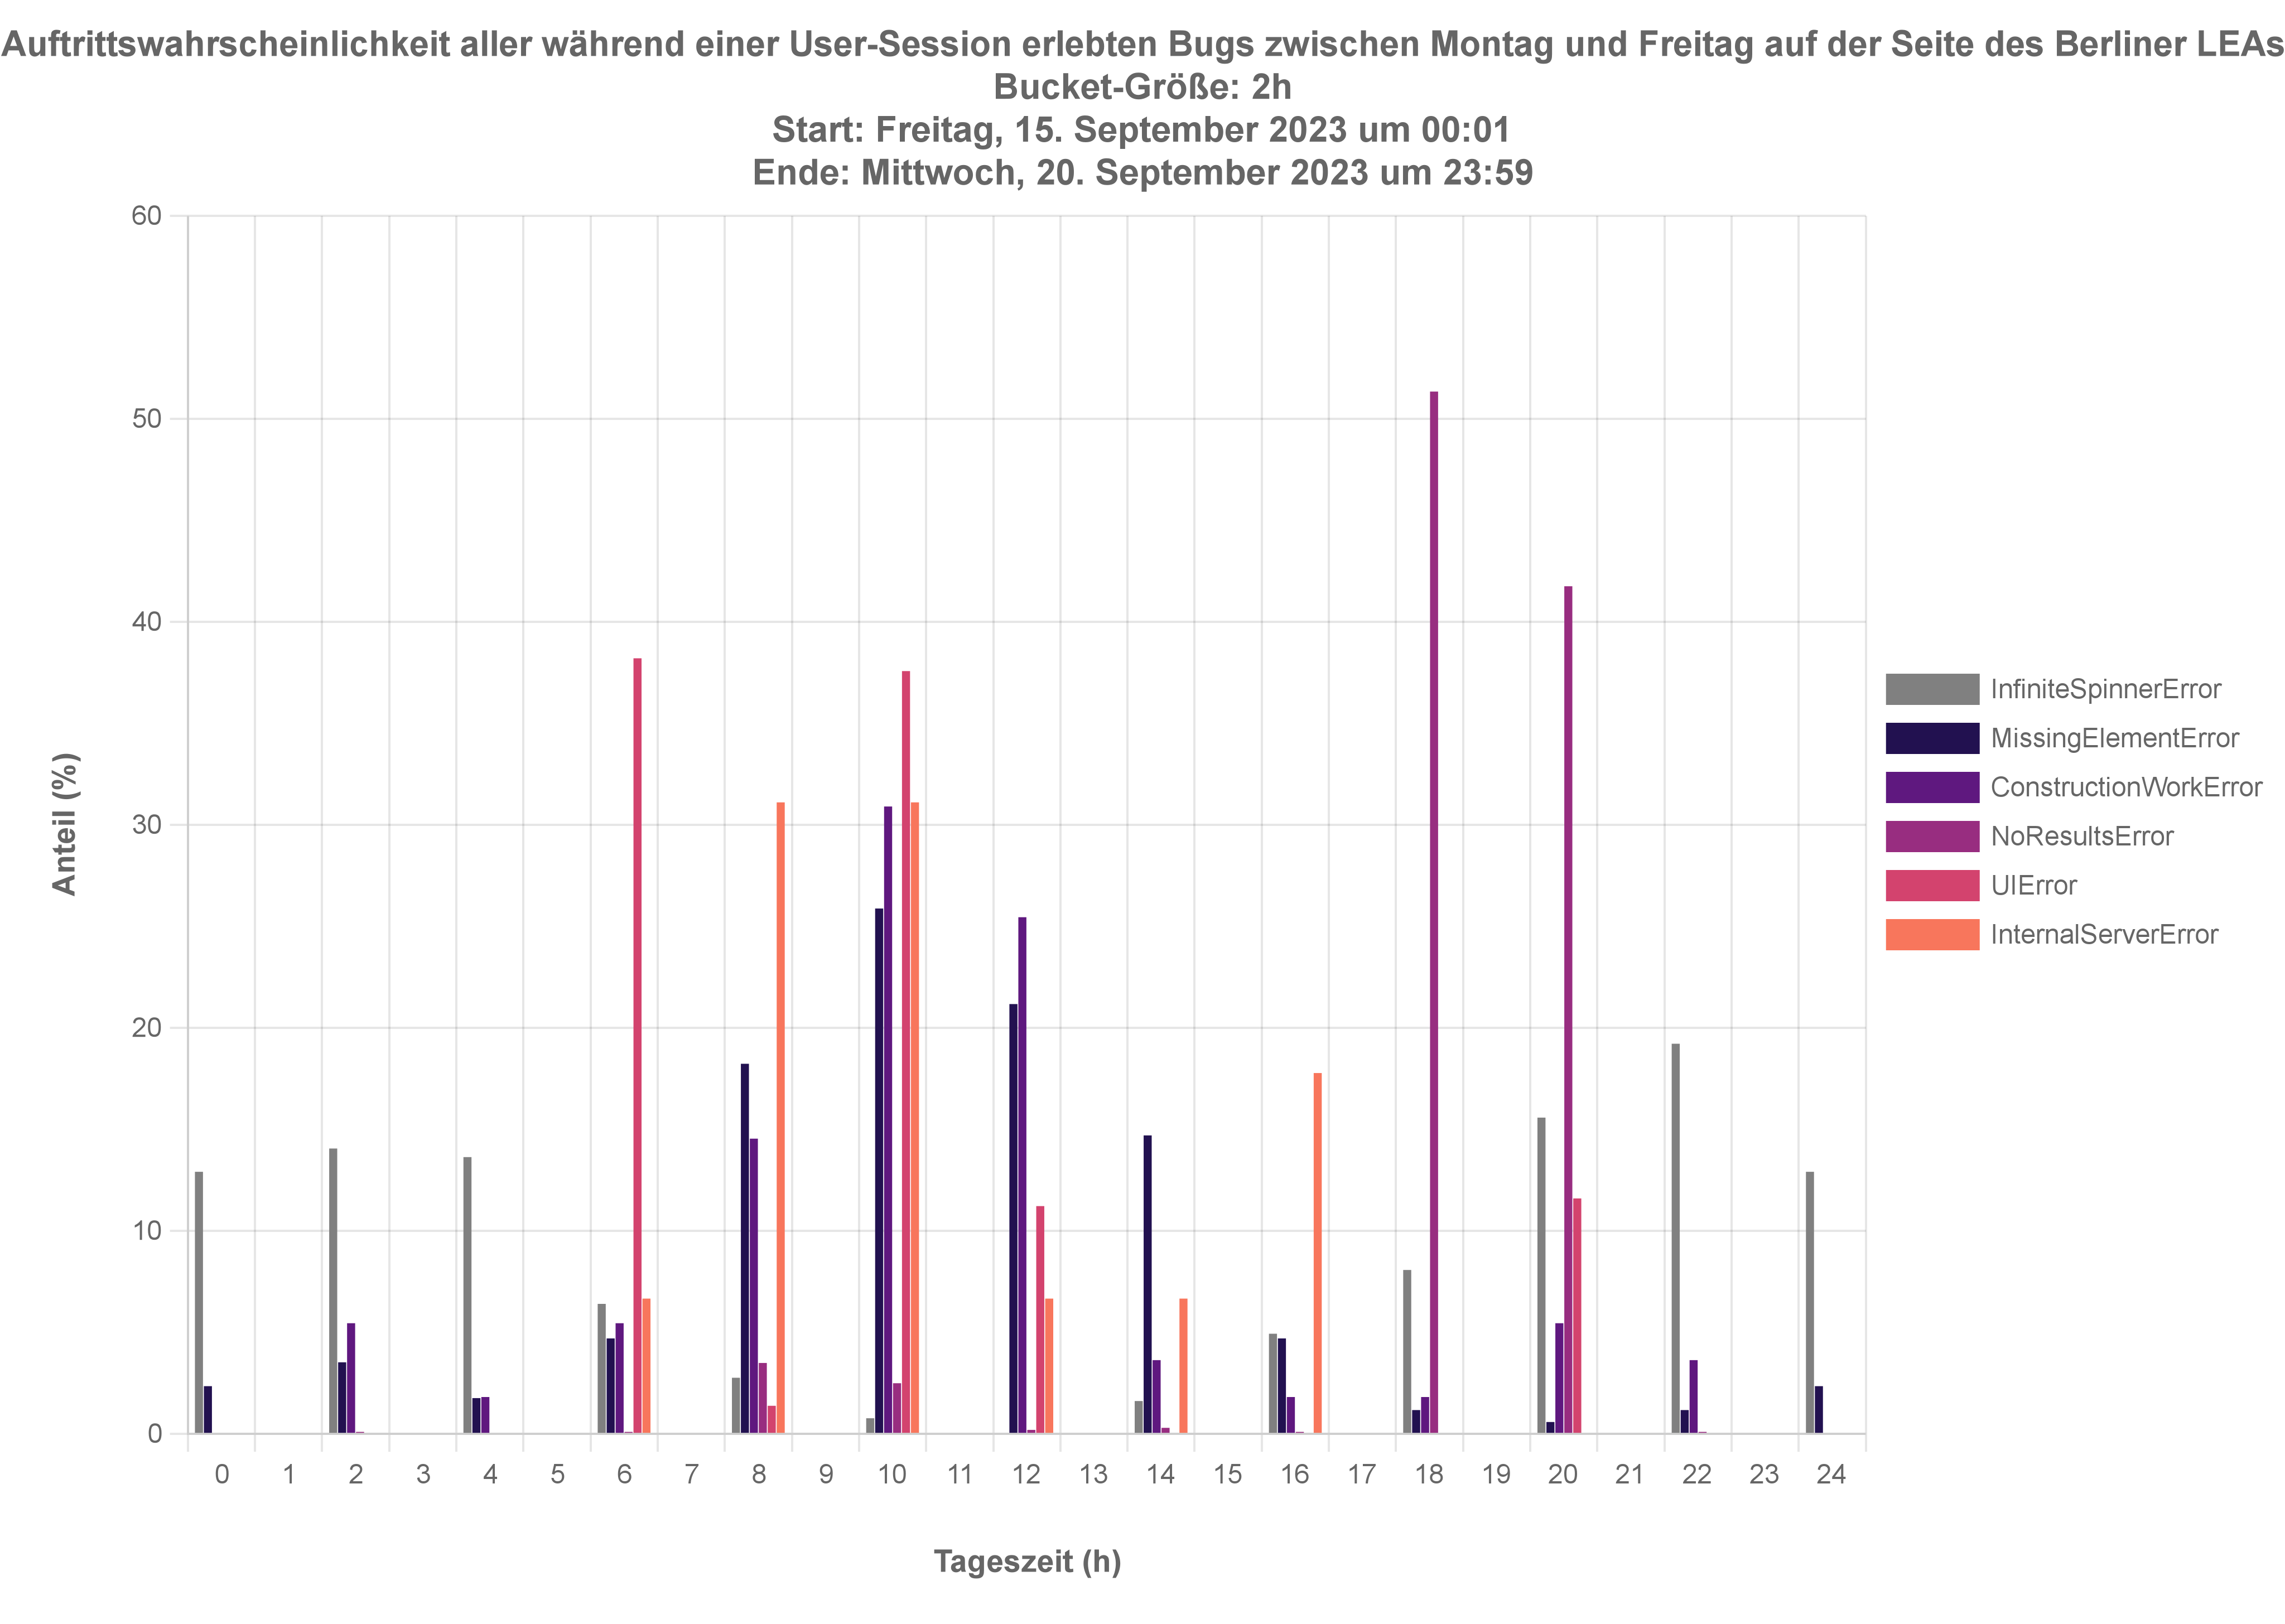 Auftrittswahrscheinlichkeit aller während einer User-Session erlebten Bugs zwischen Montag und Freitag auf der Seite des Berliner LEAs
Bucket-Größe: 2h
Start: Freitag, 15. September 2023 um 00:01
Ende: Mittwoch, 20. September 2023 um 23:59
60
50
40
30
20
10
0
Anteil (%)
0 1 2 3 4 5 6 7 8 9 10 11 12 13 14 15 16 17 18 19 20 21 22 23 24
Tageszeit (h)
InfiniteSpinnerError
MissingElementError
ConstructionWorkError
NoResultsError
UIError
InternalServerError